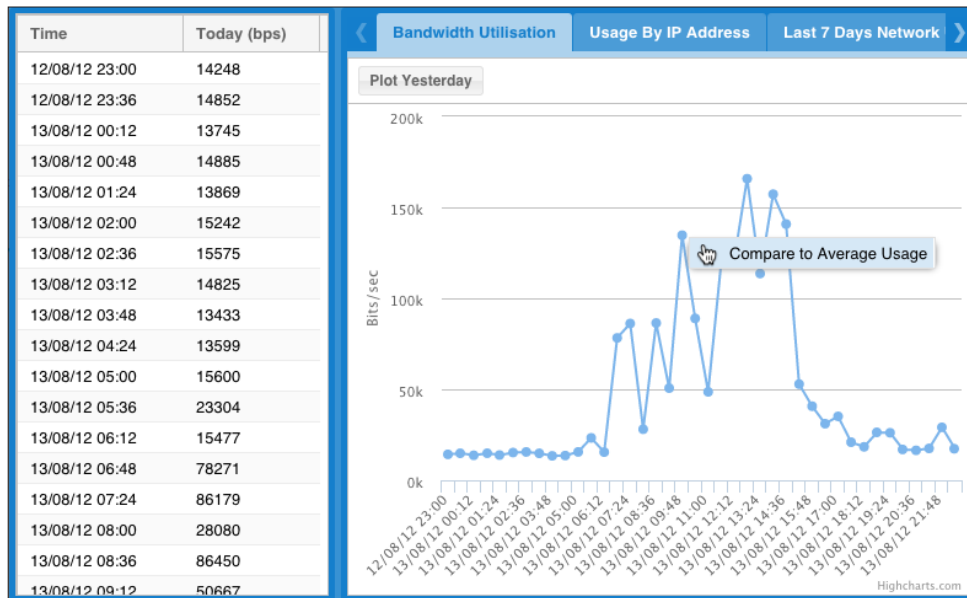 Time Today (bps)
12/08/12 23:00 14248
12/08/12 23:36 14852
13/08/12 00:12 13745
13/08/12 00:48 14885
13/08/12 01:24 13869
13/08/12 02:00 15242
13/08/12 02:36 15575
13/08/12 03:12 14825
13/08/12 03:48 13433
13/08/12 04:24 13599
13/08/12 05:00 15600
13/08/12 05:36 23304
13/08/12 06:12 15477
13/08/12 06:48 78271
13/08/12 07:24 86179
13/08/12 08:00 28080
13/08/12 08:36 86450
13/08/12 09:12 50667
Bandwidth Utilisation Usage By IP Address Last 7 Days Network
Plot Yesterday
200k
150k
100k
50k
0k
Bits/sec
Compare to Average Usage
12/08/12 23:00
13/08/12 00:12
13/08/12 01:24
13/08/12 02:36
13/08/12 03:48
13/08/12 05:00
13/08/12 06:12
13/08/12 07:24
13/08/12 08:36
13/08/12 09:48
13/08/12 11:00
13/08/12 12:12
13/08/12 13:24
13/08/12 14:36
13/08/12 15:48
13/08/12 17:00
13/08/12 18:12
13/08/12 19:24
13/08/12 20:36
13/08/12 21:48
Highcharts.com